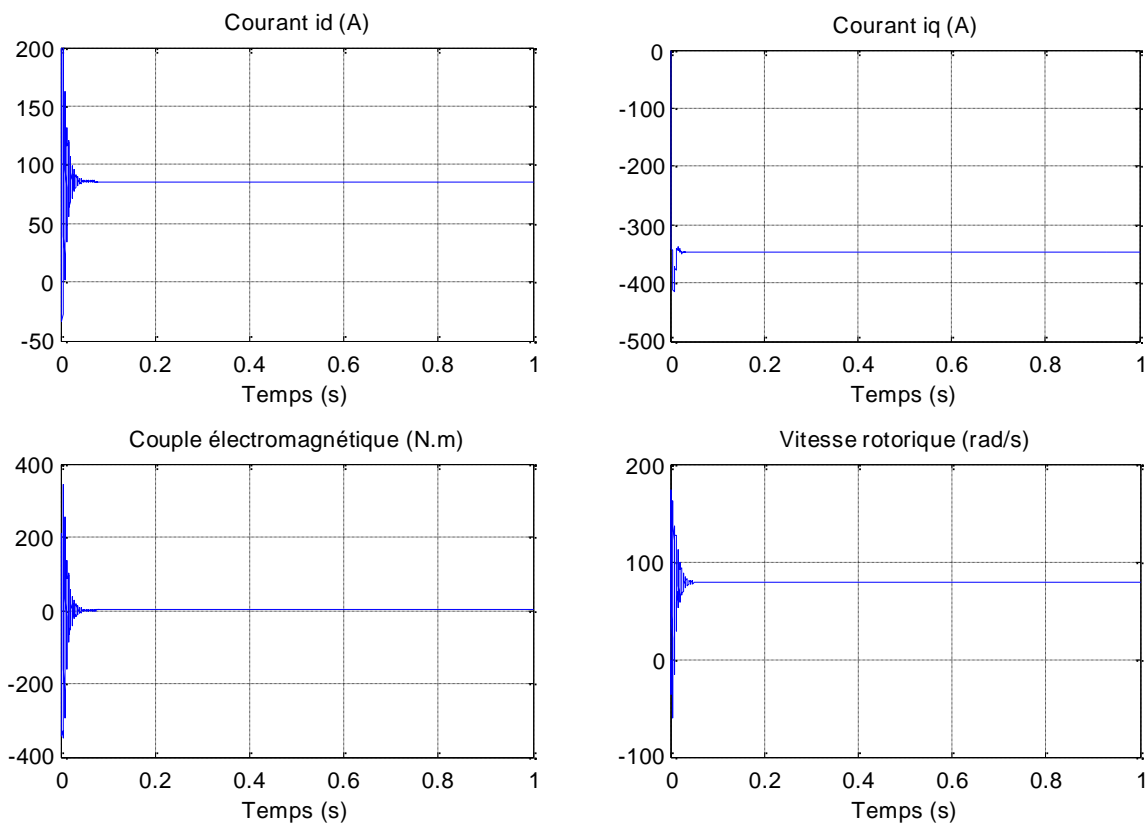 Courant id (A)
200
150
100
50
0
-50
0 0.2 0.4 0.6 0.8 1
Temps (s)
Courant iq (A)
0
-100
-200
-300
-400
-500
0 0.2 0.4 0.6 0.8 1
Temps (s)
Couple électromagnétique (N.m)
400
200
0
-200
-400
0 0.2 0.4 0.6 0.8 1
Temps (s)
Vitesse rotorique (rad/s)
200
100
0
-100
0 0.2 0.4 0.6 0.8 1
Temps (s)